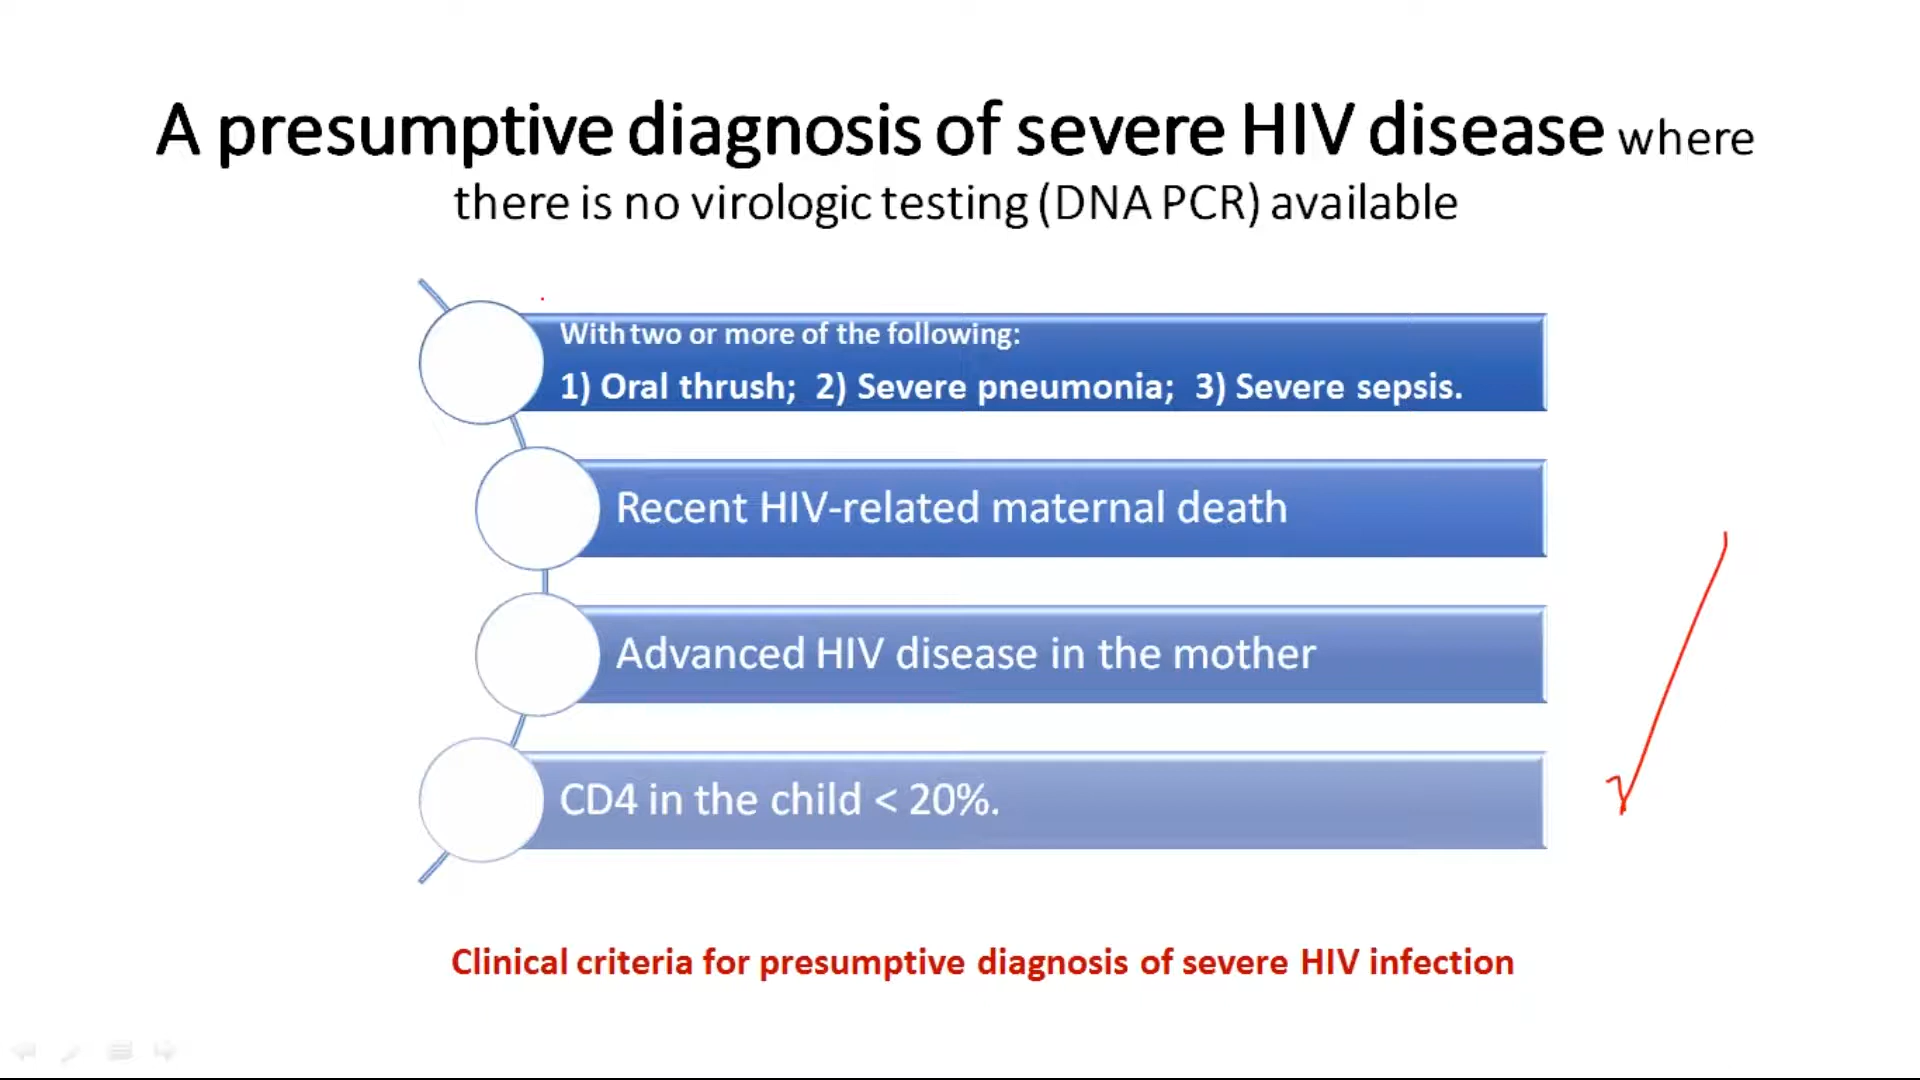 A presumptive diagnosis of severe HIV disease where
there is no virologic testing (DNA PCR) available
With two or more of the following:
1) Oral thrush; 2) Severe pneumonia; 3) Severe sepsis.
Recent HIV-related maternal death
Advanced HIV disease in the mother
CD4 in the child < 20%.
Clinical criteria for presumptive diagnosis of severe HIV infection